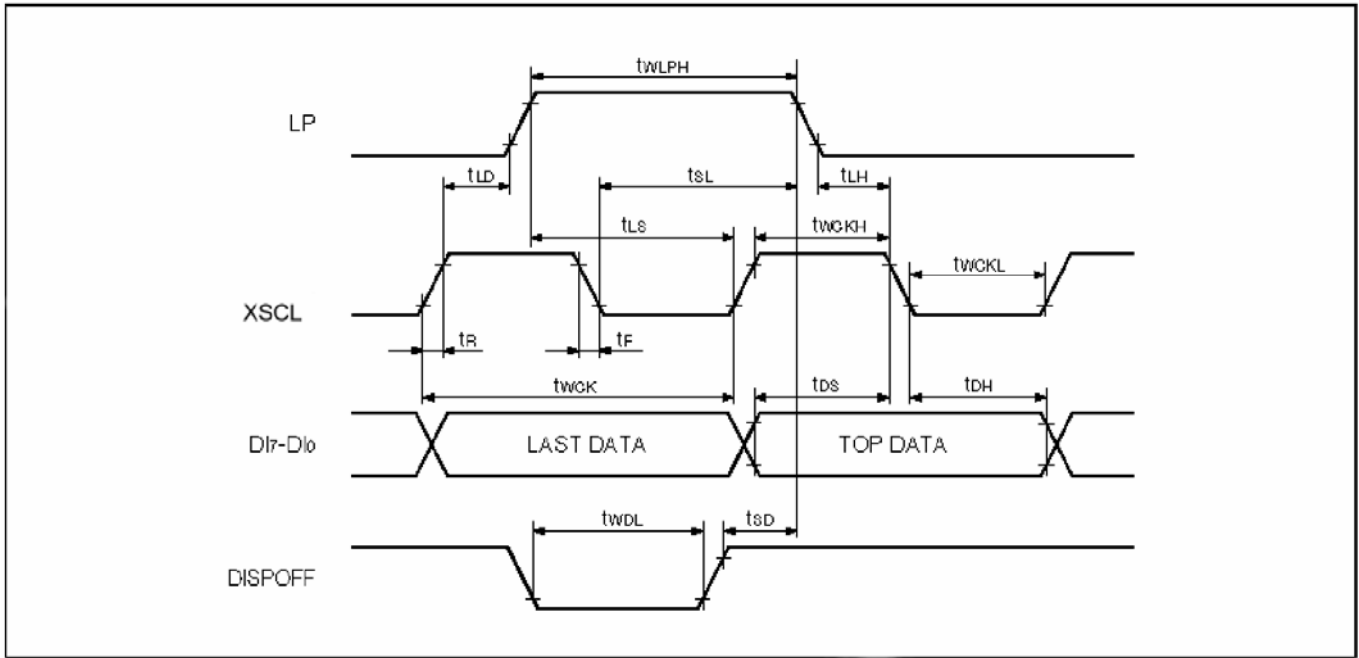 tWLPH
LP
tLD
tSL
tLH
tLS
tWCKH
tWCKL
XSCL
tR
tF
tWCK
tDS
tDH
DI7-DI0
LAST DATA
TOP DATA
tWDL
tSD
DISPOFF